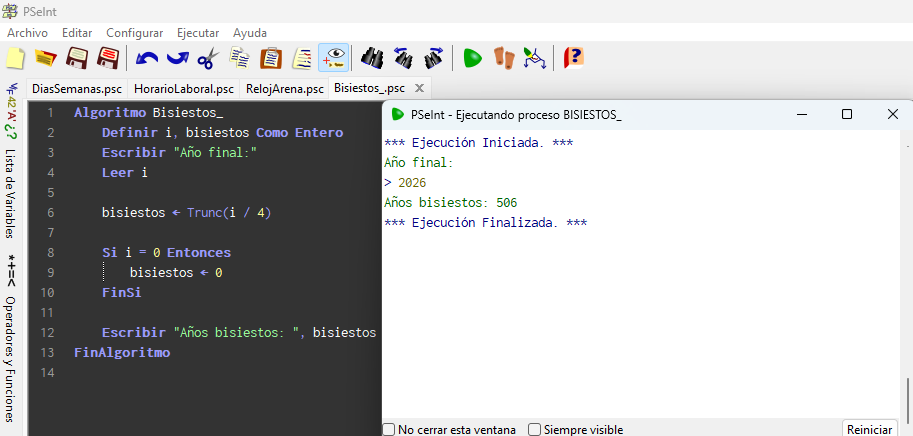 PSeInt
Archivo Editar Configurar Ejecutar Ayuda
DiasSemanas.psc HorarioLaboral.psc RelojArena.psc Bisiestos_.psc
Lista de Variables
*+=<
Operadores y Funciones
1 Algoritmo Bisiestos_
2 Definir i, bisiestos Como Entero
3 Escribir "Año final:"
4 Leer i
5
6 bisiestos ← Trunc(i / 4)
7
8 Si i = 0 Entonces
9 bisiestos ← 0
10 FinSi
11
12 Escribir "Años bisiestos: ", bisiestos
13 FinAlgoritmo
14
PSeInt - Ejecutando proceso BISIESTOS_
*** Ejecución Iniciada. ***
Año final:
> 2026
Años bisiestos: 506
*** Ejecución Finalizada. ***
No cerrar esta ventana Siempre visible Reiniciar